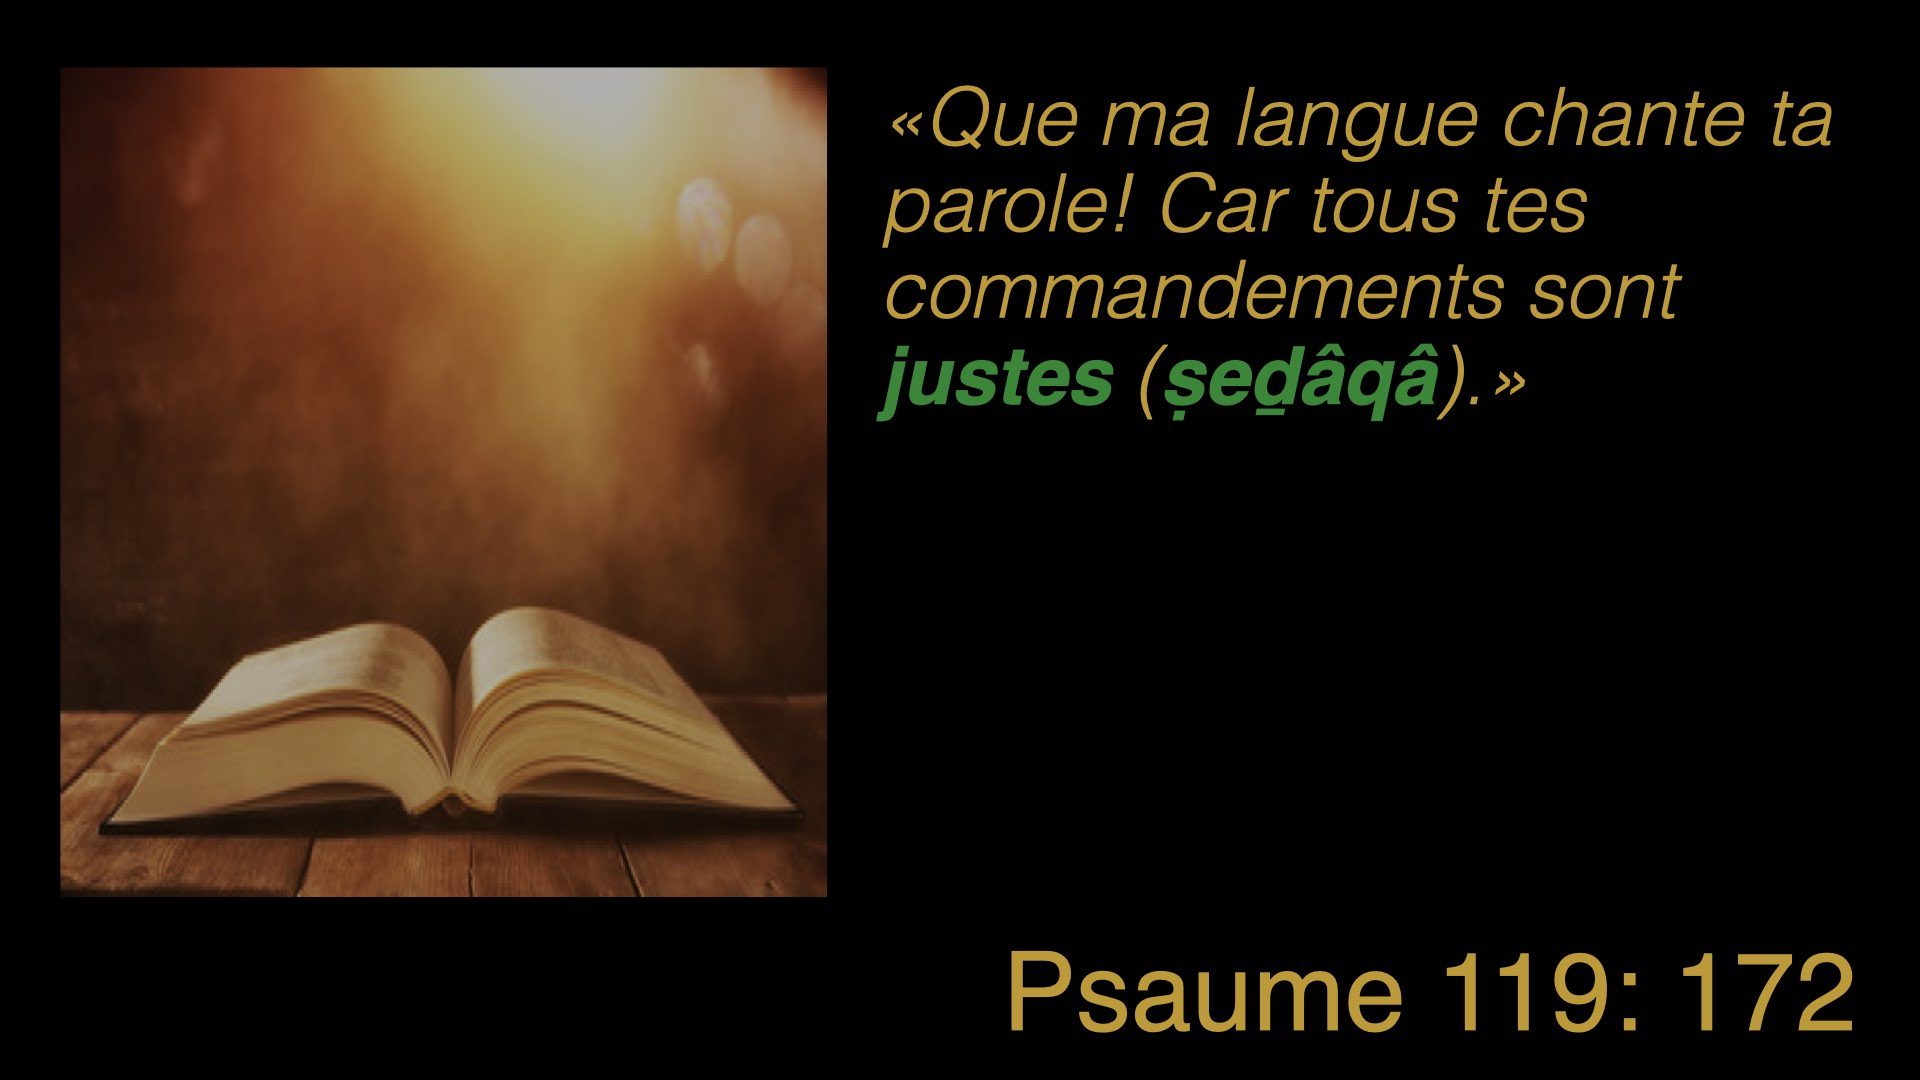 «Que ma langue chante ta
parole! Car tous tes
commandements sont
justes (ṣeḏâqâ).»
Psaume 119: 172